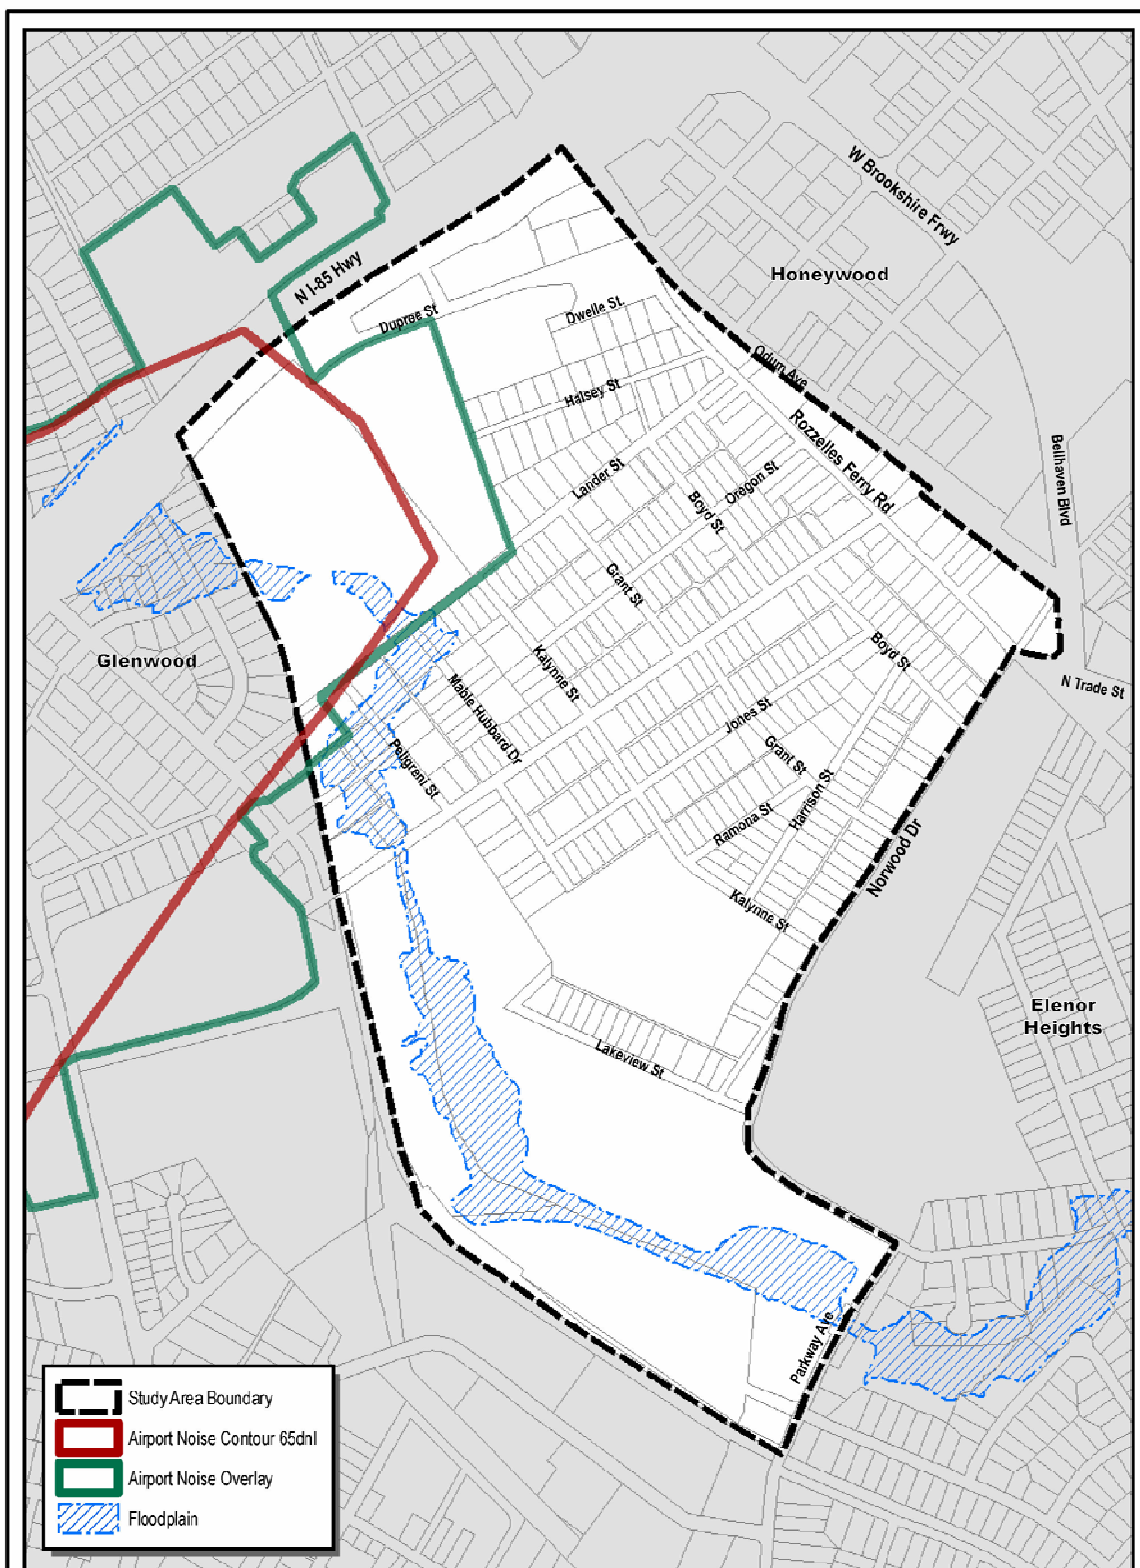 W Brookshire Frwy
Honeywood
N I-85 Hwy
Dupree St
Dwelle St.
Odum Ave
Halsey St
Rozzelles Ferry Rd
Bellhaven Blvd
Lander St
Oregon St
Boyd St
Grant St
Glenwood
Kalynne St
Boyd St
N Trade St
Mable Hubbard Dr
Jones St
Grant St
Pellgreni St
Harrison St
Ramona St
Norwood Dr
Kalynne St
Elenor
Heights
Lakeview St
Parkway Ave
Study Area Boundary
Airport Noise Contour 65dnl
Airport Noise Overlay
Floodplain